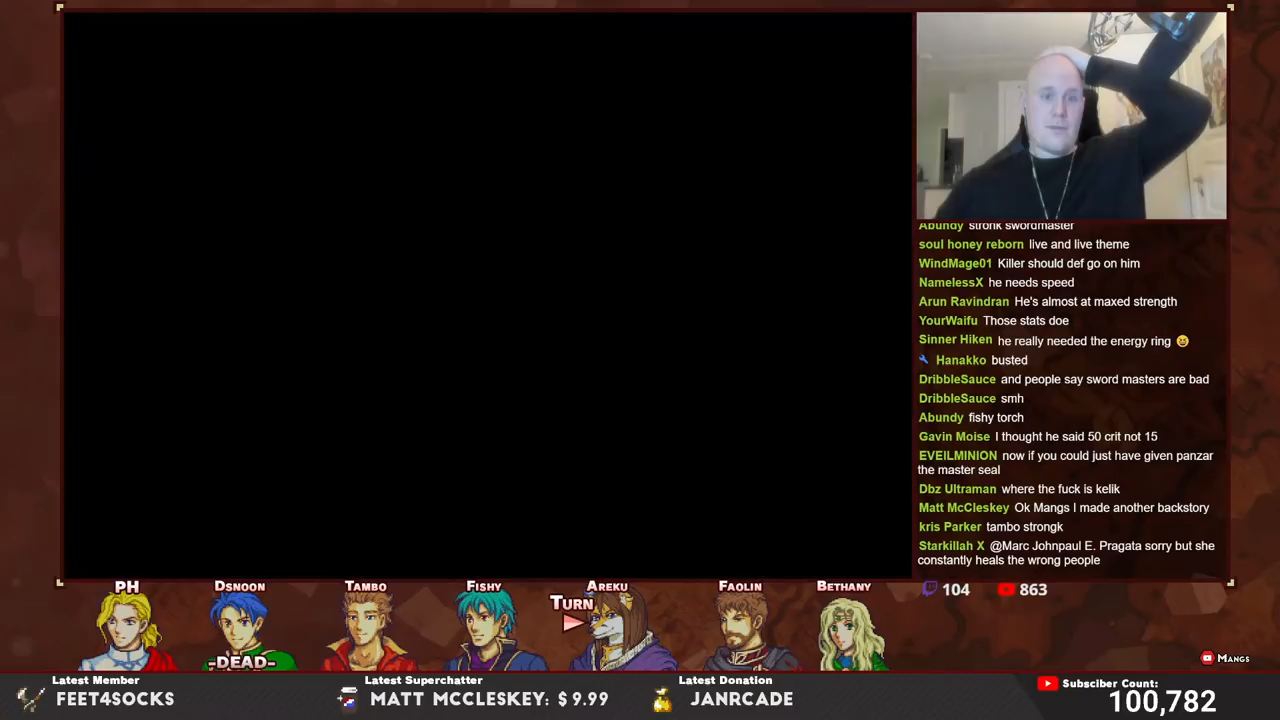 Abundy stronk swordmaster
soul honey reborn live and live theme
WindMage01 Killer should def go on him
NamelessX he needs speed
Arun Ravindran He's almost at maxed strength
YourWaifu Those stats doe
Sinner Hiken he really needed the energy ring 😆
Hanakko busted
DribbleSauce and people say sword masters are bad
DribbleSauce smh
Abundy fishy torch
Gavin Moise I thought he said 50 crit not 15
EVEILMINION now if you could just have given panzar
the master seal
Dbz Ultraman where the fuck is kelik
Matt McCleskey Ok Mangs I made another backstory
kris Parker tambo strongk
Starkillah X @Marc Johnpaul E. Pragata sorry but she
constantly heals the wrong people
PH
DSNOON
-DEAD-
TAMBO
FISHY
TURN
AREKU
FAOLIN
BETHANY
104 863
MANGS
Latest Member
FEET4SOCKS
Latest Superchatter
MATT MCCLESKEY: $ 9.99
Latest Donation
JANRCADE
Subsciber Count:
100,782